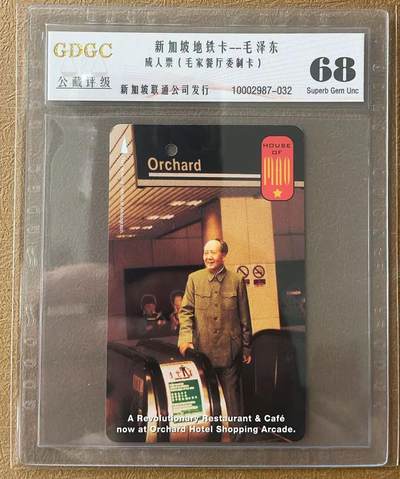 GDGC
公藏评级
新加坡地铁卡--毛泽东
成人票(毛家餐厅委制卡)
新加坡联通公司发行 10002987-032
68
Superb Gem Unc
Orchard
HOUSE OF
MAO
A Revolutionary Restaurant & Café
now at Orchard Hotel Shopping Arcade.